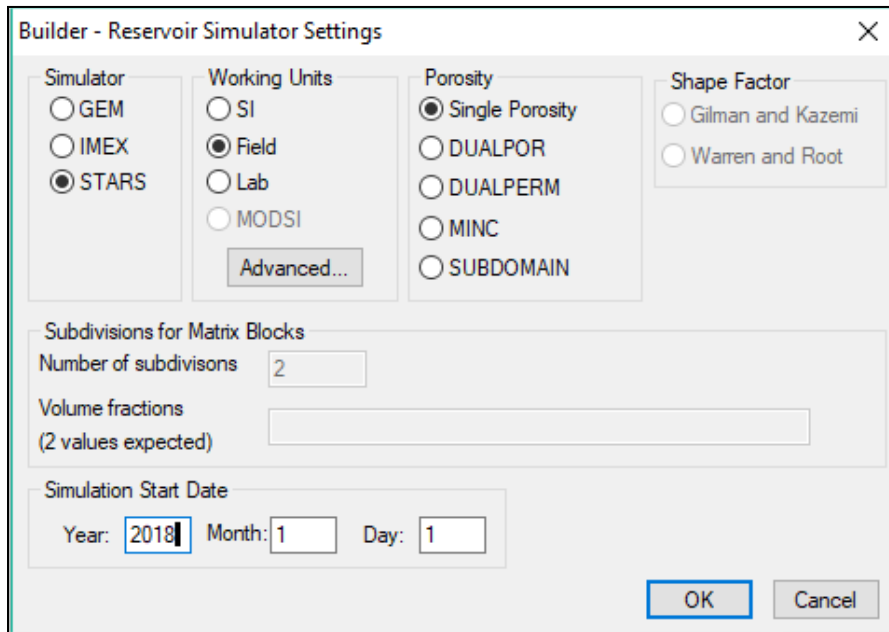 Builder - Reservoir Simulator Settings
Simulator
GEM
IMEX
STARS
Working Units
SI
Field
Lab
MODSI
Advanced...
Porosity
Single Porosity
DUALPOR
DUALPERM
MINC
SUBDOMAIN
Shape Factor
Gilman and Kazemi
Warren and Root
Subdivisions for Matrix Blocks
Number of subdivisons 2
Volume fractions
(2 values expected)
Simulation Start Date
Year: 2018 Month: 1 Day: 1
OK Cancel